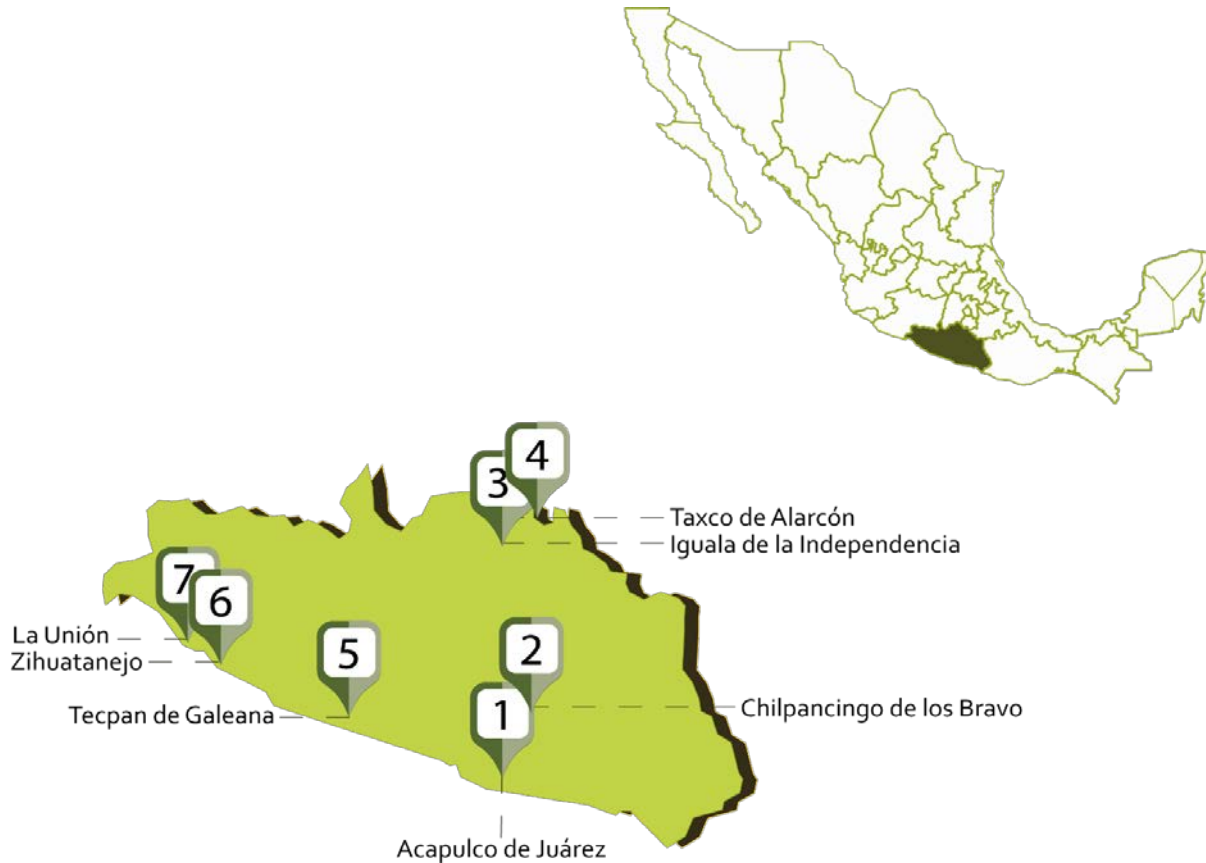 4
3
Taxco de Alarcón
Iguala de la Independencia
7
6
La Unión
Zihuatanejo
5
2
Tecpan de Galeana
1
Chilpancingo de los Bravo
Acapulco de Juárez